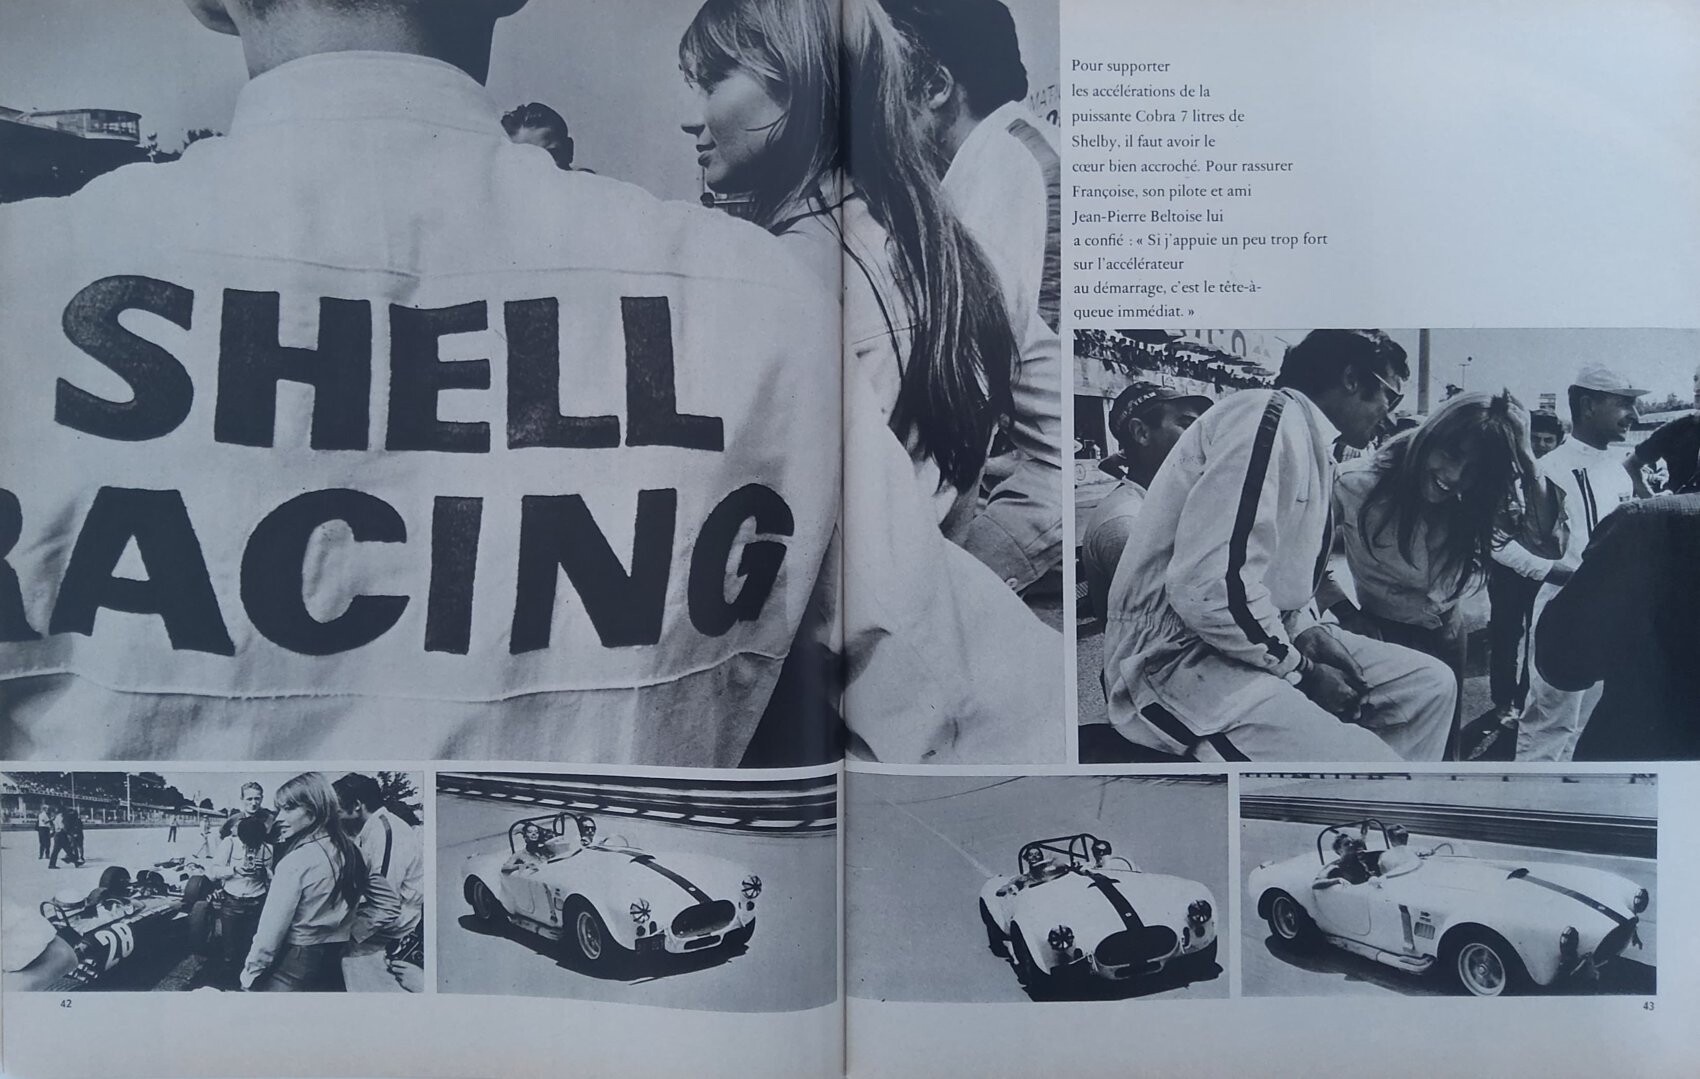 SHELL
RACING
Pour supporter
les accélérations de la
puissante Cobra 7 litres de
Shelby, il faut avoir le
cœur bien accroché. Pour rassurer
Françoise, son pilote et ami
Jean-Pierre Beltoise lui
a confié : « Si j'appuie un peu trop fort
sur l'accélérateur
au démarrage, c'est le tête-à-
queue immédiat. »
TEAM
28
42
43